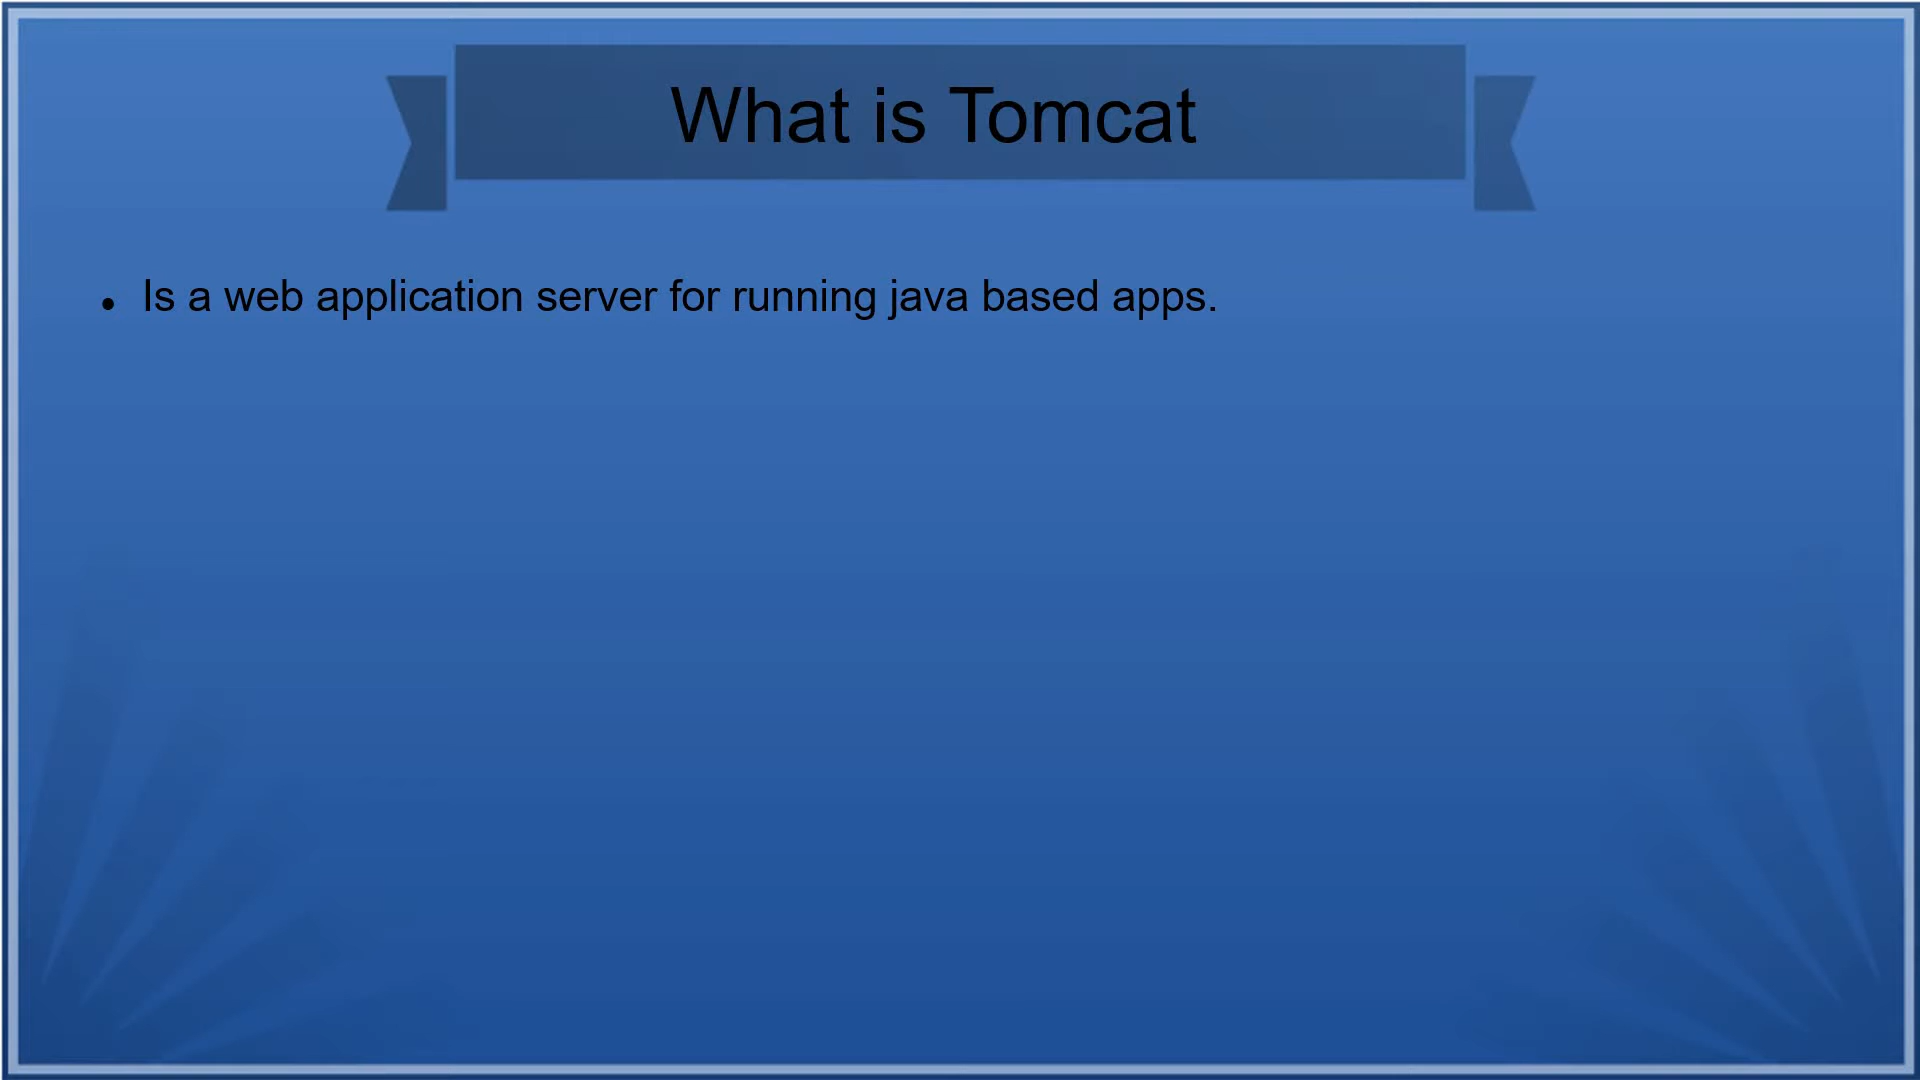 What is Tomcat
• Is a web application server for running java based apps.